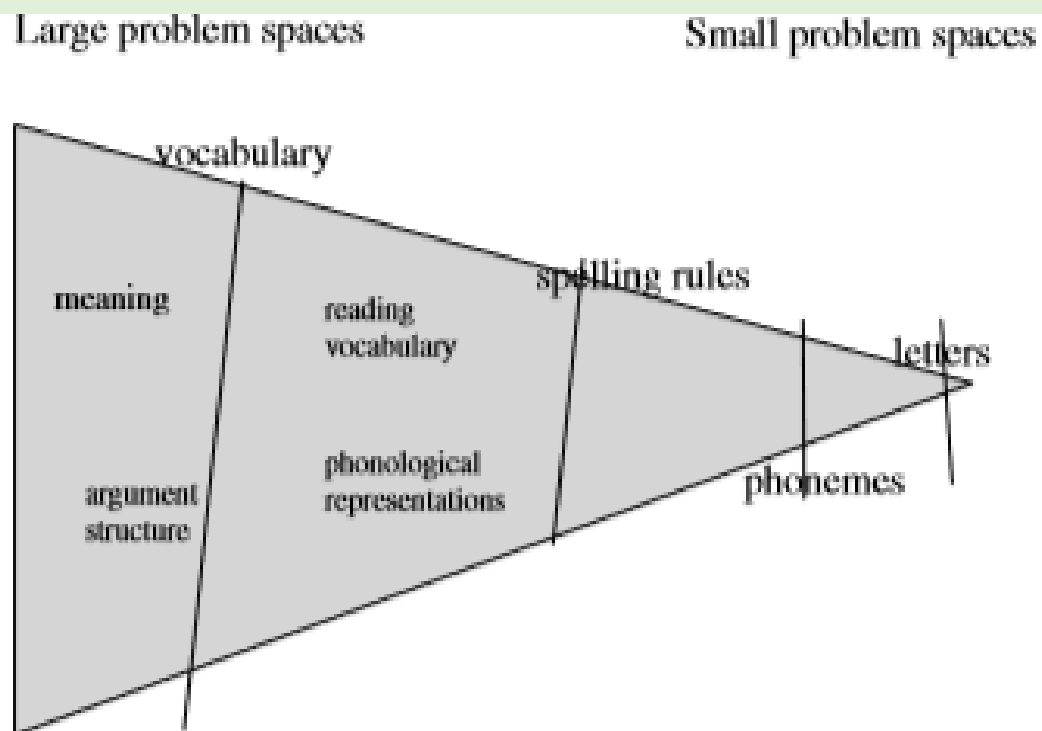 Large problem spaces
Small problem spaces
vocabulary
spelling rules
meaning
reading
vocabulary
letters
phonological
representations
phonemes
argument
structure